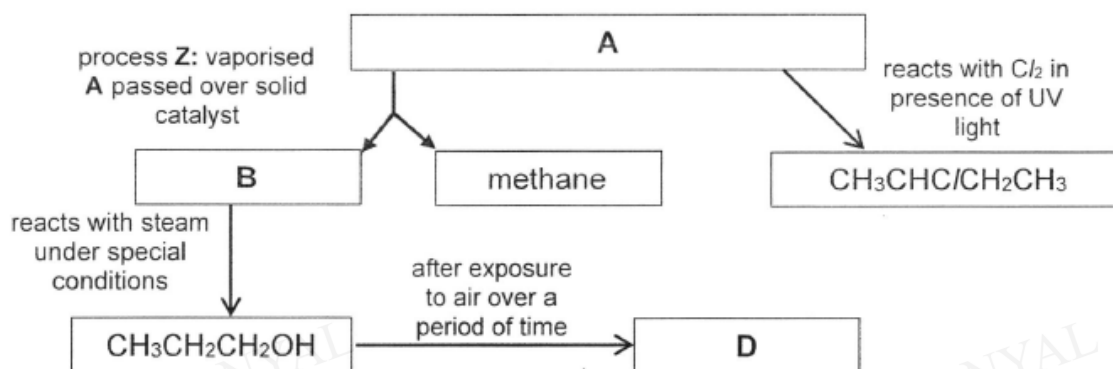 A
process Z: vaporised
A passed over solid
catalyst
reacts with Cl2 in
presence of UV
light
B
methane
CH3CHClCH2CH3
reacts with steam
under special
conditions
after exposure
to air over a
period of time
CH3CH2CH2OH
D